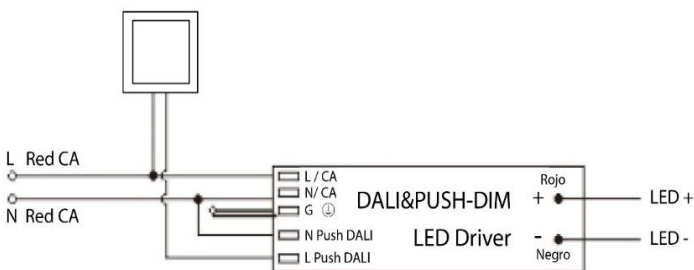 L Red CA
N Red CA
L / CA
N/ CA
G
N Push DALI
L Push DALI
DALI&PUSH-DIM
LED Driver
Rojo
+
-
Negro
LED +
LED -